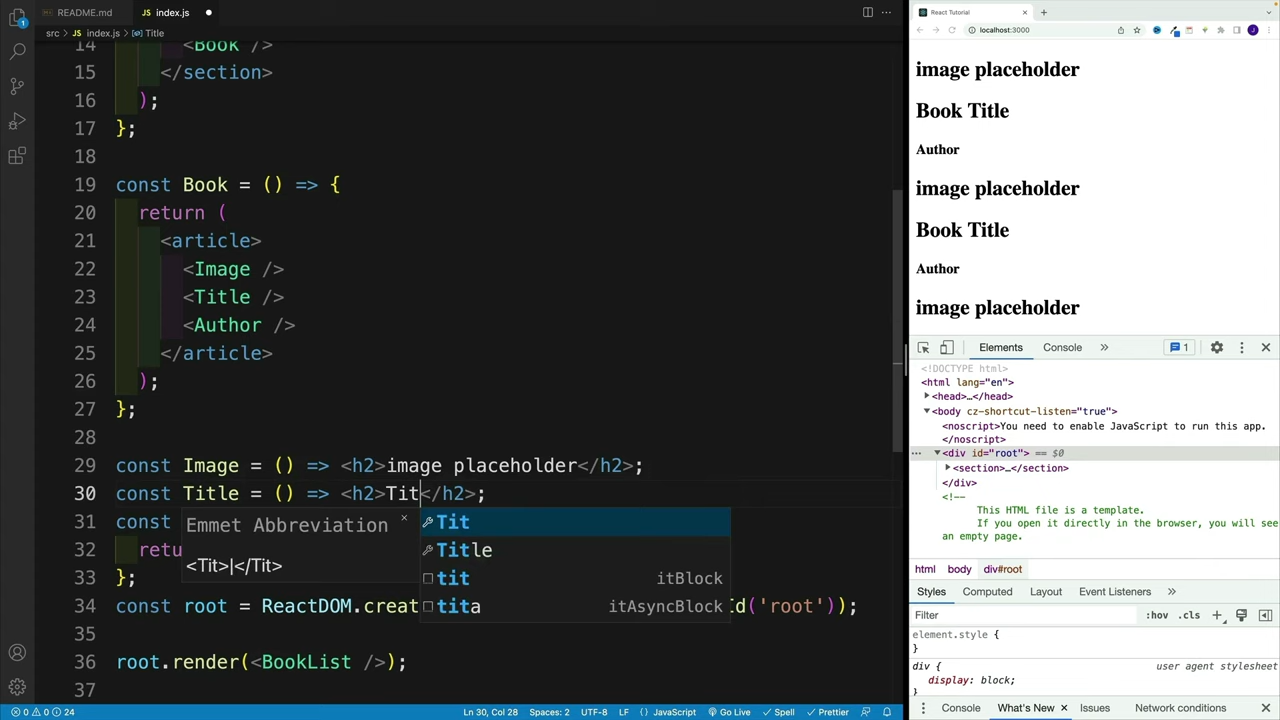 README.md
JS index.js
src > JS index.js > Title
1
14 <Book />
15 </section>
16 );
17 };
18
19 const Book = () => {
20 return (
21 <article>
22 <Image />
23 <Title />
24 <Author />
25 </article>
26 );
27 };
28
29 const Image = () => <h2>image placeholder</h2>;
30 const Title = () => <h2>Tit</h2>;
31 const
32 retu
33 };
34 const root = ReactDOM.creat
Id('root'));
35
36 root.render(<BookList />);
37
Emmet Abbreviation
<Tit>|</Tit>
Tit
Title
tit itBlock
tita itAsyncBlock
0 0 24
Ln 30, Col 28 Spaces: 2 UTF-8 LF { } JavaScript Go Live Spell Prettier
React Tutorial
localhost:3000
J
image placeholder
Book Title
Author
image placeholder
Book Title
Author
image placeholder
Elements Console » 1
<!DOCTYPE html>
<html lang="en">
<head>…</head>
<body cz-shortcut-listen="true">
<noscript>You need to enable JavaScript to run this app.
</noscript>
<div id="root"> == $0
<section>…</section>
</div>
<!--
This HTML file is a template.
If you open it directly in the browser, you will see
an empty page.
html body div#root
Styles Computed Layout Event Listeners »
Filter :hov .cls +
element.style {
}
div { user agent stylesheet
display: block;
}
Console What's New Issues Network conditions